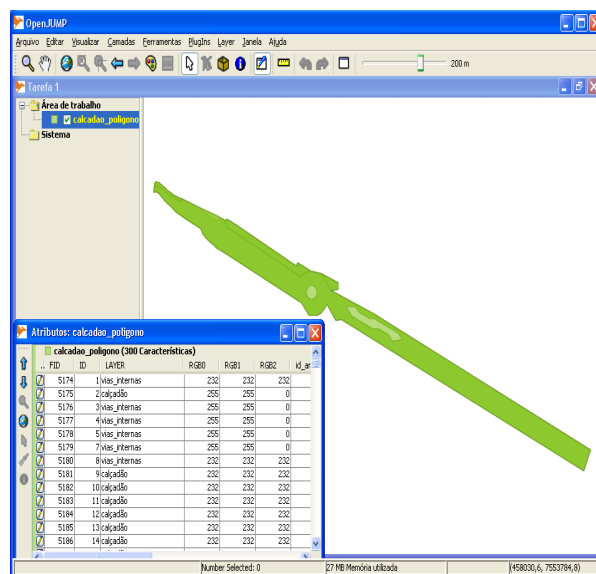 OpenJUMP
Arquivo Editar Visualizar Camadas Ferramentas PlugIns Layer Janela Ajuda
200 m
Tarefa 1
Área de trabalho
calcadao_poligono
Sistema
Atributos: calcadao_poligono
calcadao_poligono (300 Características)
.. FID ID LAYER RGB0 RGB1 RGB2 id_ar
5174 1 vias_internas 232 232 232
5175 2 calçadão 255 255 0
5176 3 vias_internas 255 255 0
5177 4 vias_internas 255 255 0
5178 5 vias_internas 255 255 0
5179 7 vias_internas 255 255 0
5180 8 vias_internas 232 232 232
5181 9 calçadão 232 232 232
5182 10 calçadão 232 232 232
5183 11 calçadão 232 232 232
5184 12 calçadão 232 232 232
5185 13 calçadão 232 232 232
5186 14 calçadão 232 232 232
Number Selected: 0 27 MB Memória utilizada (458030,6, 7553784,8)